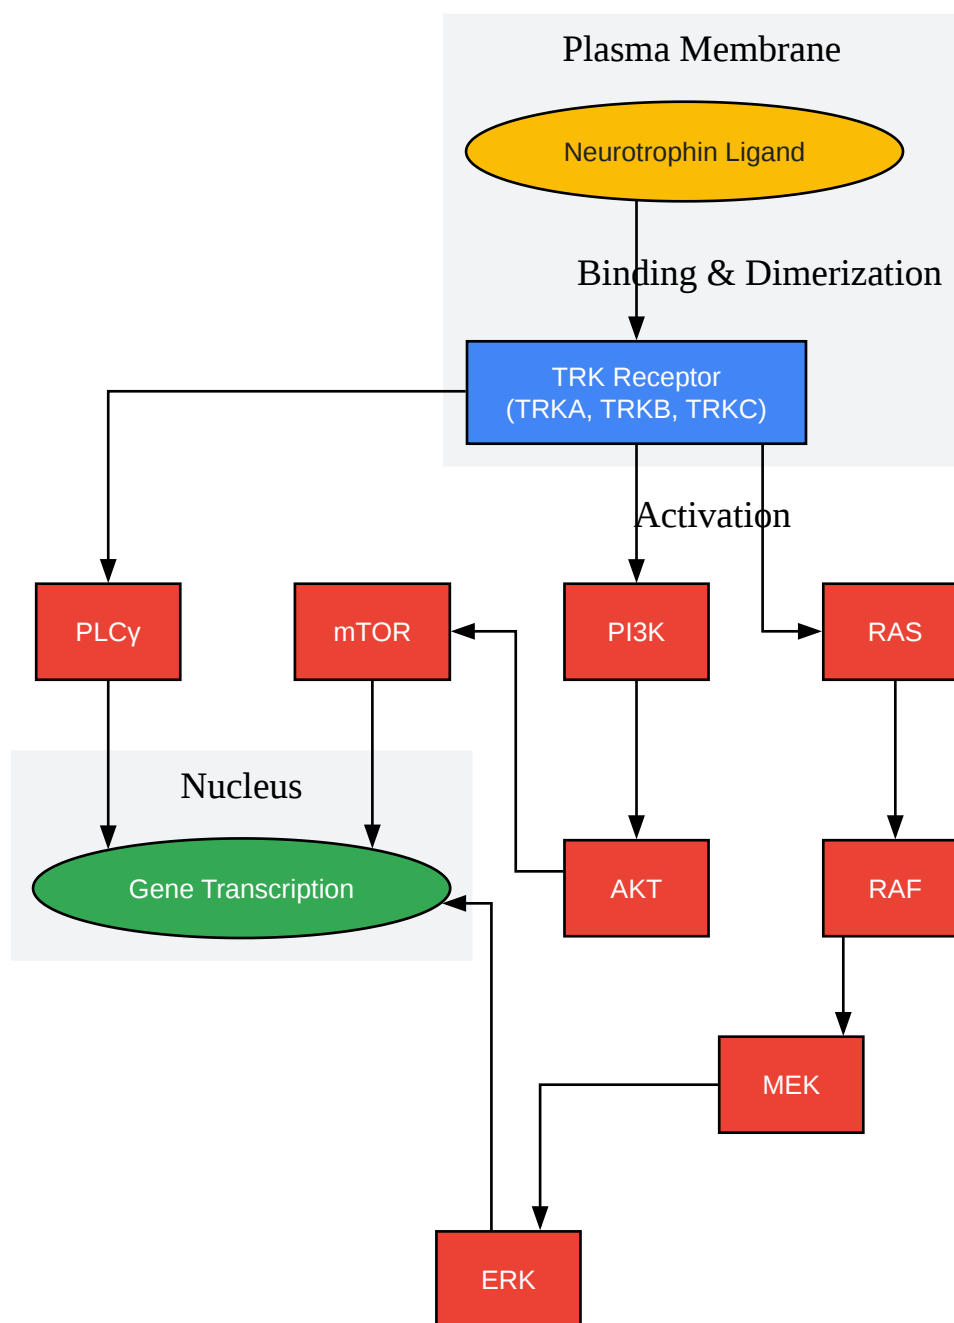 Plasma Membrane
Neurotrophin Ligand
Binding & Dimerization
TRK Receptor
(TRKA, TRKB, TRKC)
Activation
PLCγ
mTOR
PI3K
RAS
Nucleus
Gene Transcription
AKT
RAF
MEK
ERK